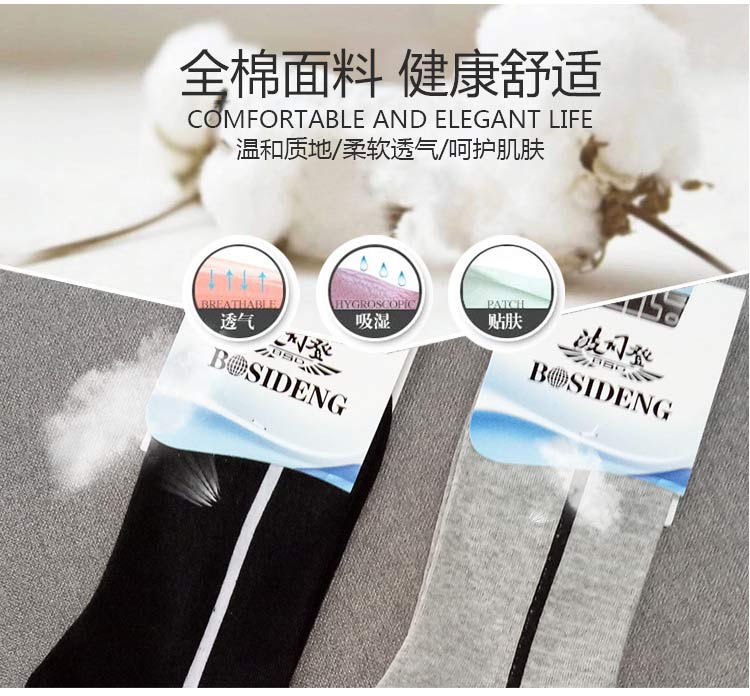 全棉面料 健康舒适
COMFORTABLE AND ELEGANT LIFE
温和质地/柔软透气/呵护肌肤
BREATHABLE
透气
HYGROSCOPIC
吸湿
PATCH
贴肤
波司登
BSD
BOSIDENG
波司登
BSD
BOSIDENG